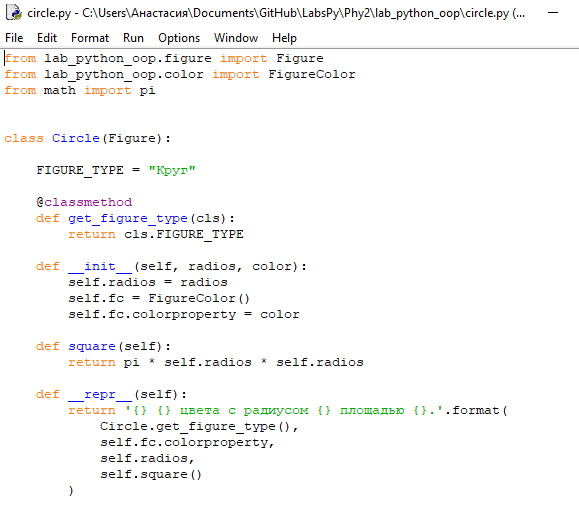 circle.py - C:\Users\Анастасия\Documents\GitHub\LabsPy\Phy2\lab_python_oop\circle.py (...
File Edit Format Run Options Window Help
from lab_python_oop.figure import Figure
from lab_python_oop.color import FigureColor
from math import pi
class Circle(Figure):
    FIGURE_TYPE = "Круг"
    @classmethod
    def get_figure_type(cls):
        return cls.FIGURE_TYPE
    def __init__(self, radios, color):
        self.radios = radios
        self.fc = FigureColor()
        self.fc.colorproperty = color
    def square(self):
        return pi * self.radios * self.radios
    def __repr__(self):
        return '{} {} цвета с радиусом {} площадью {}.'.format(
            Circle.get_figure_type(),
            self.fc.colorproperty,
            self.radios,
            self.square()
        )